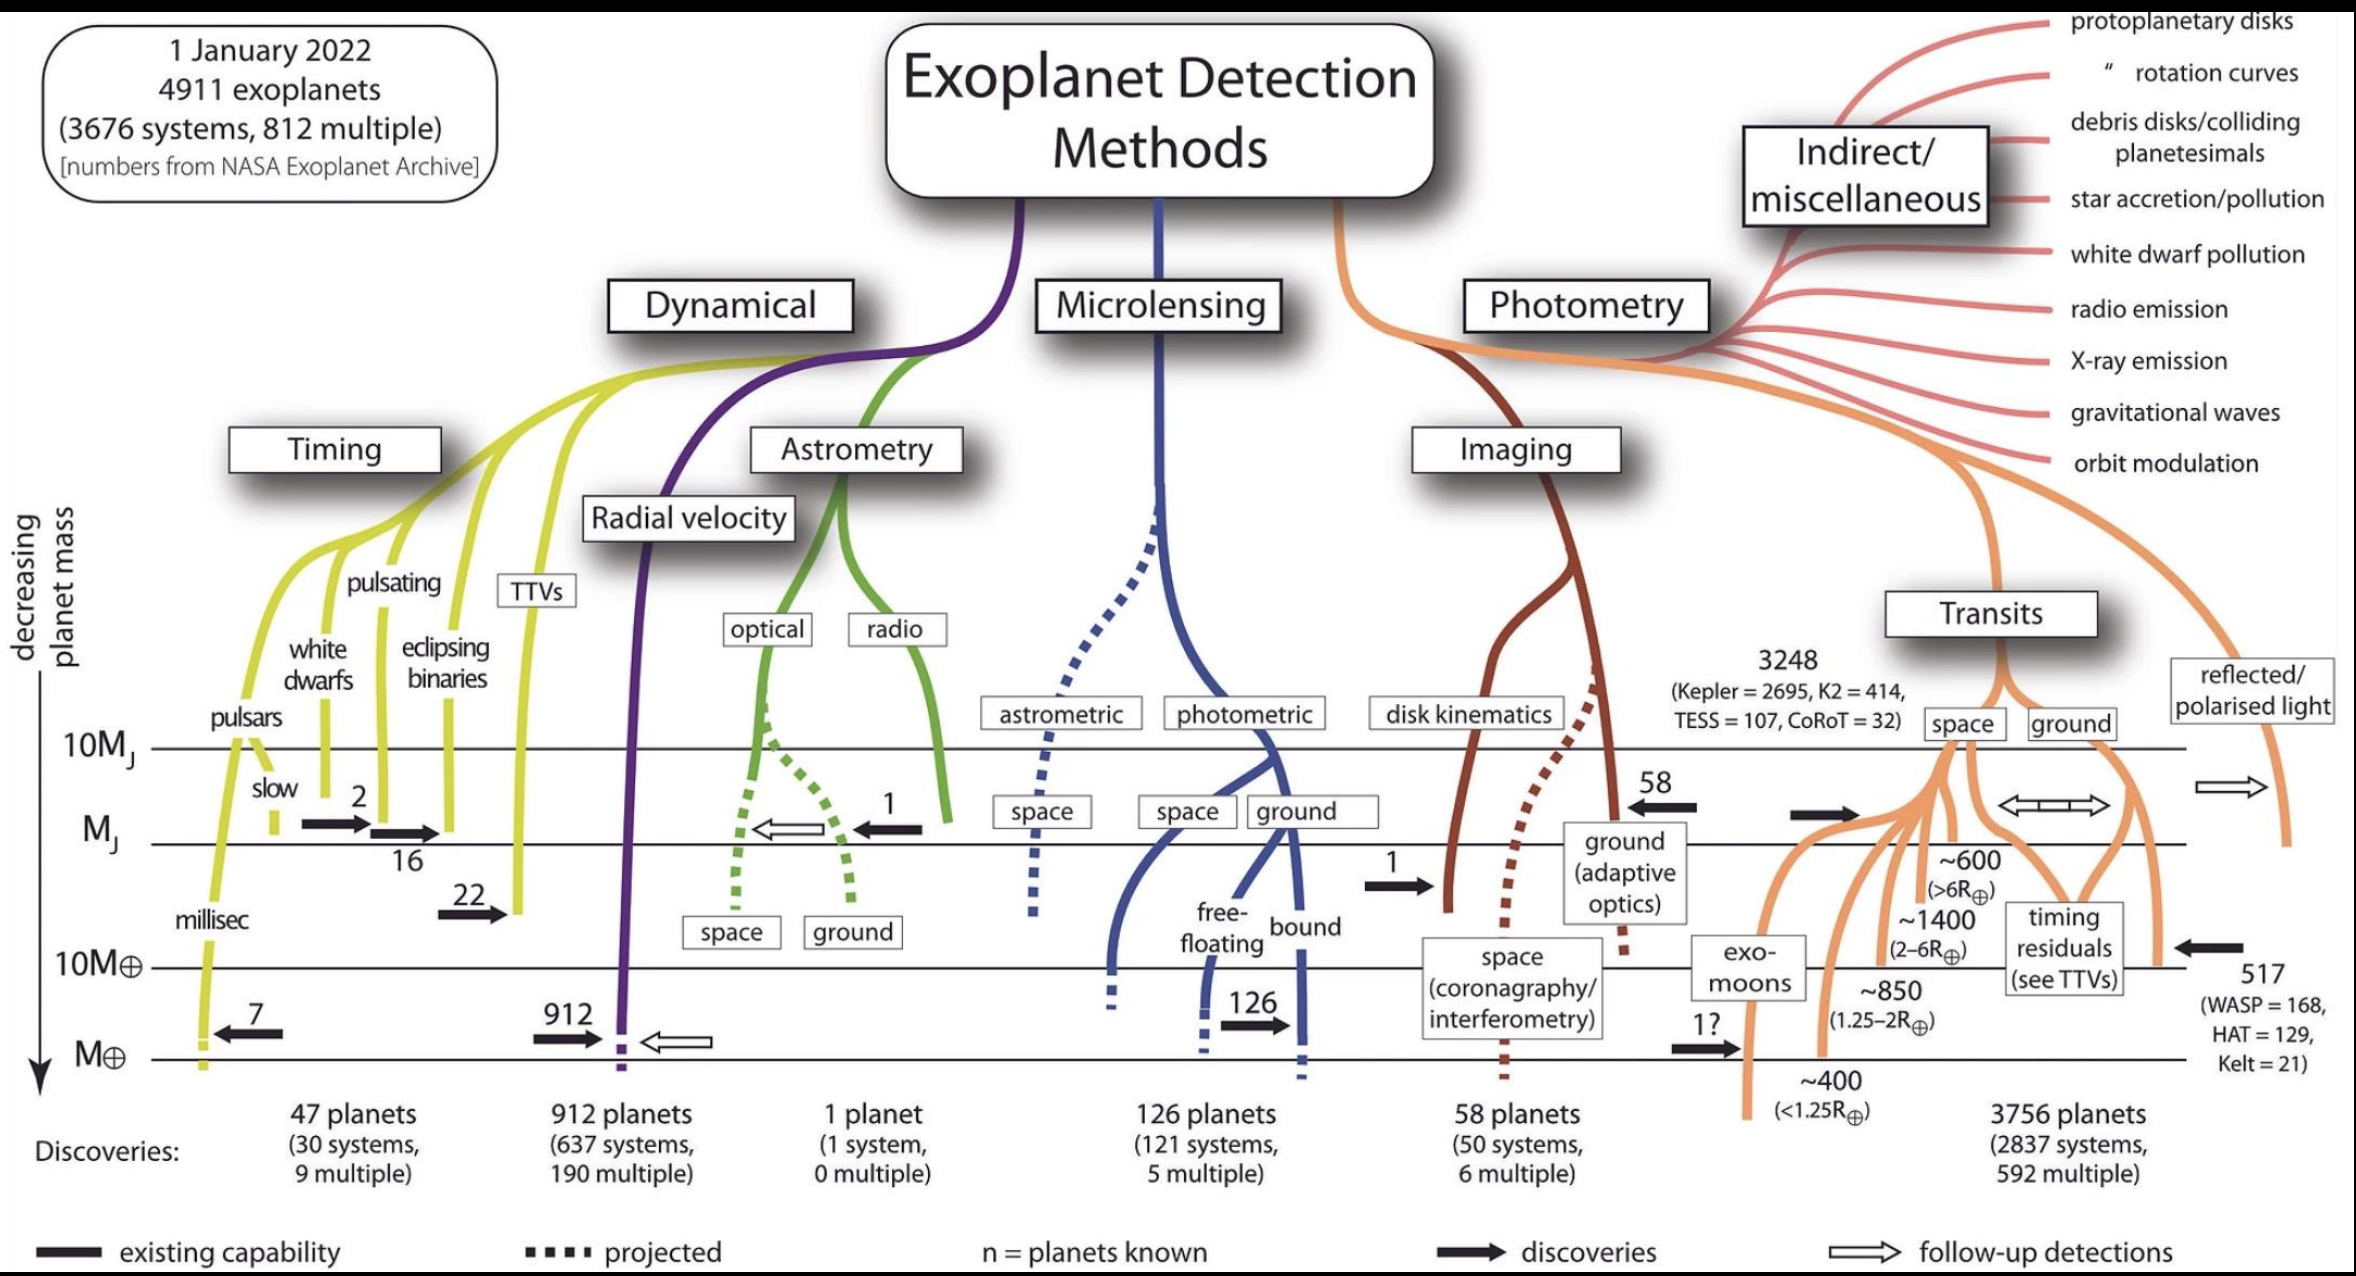 1 January 2022
4911 exoplanets
(3676 systems, 812 multiple)
[numbers from NASA Exoplanet Archive]
Exoplanet Detection
Methods
Indirect/
miscellaneous
protoplanetary disks
“ rotation curves
debris disks/colliding
planetesimals
star accretion/pollution
white dwarf pollution
radio emission
X-ray emission
gravitational waves
orbit modulation
Dynamical
Microlensing
Photometry
Timing
Astrometry
Imaging
Radial velocity
Transits
decreasing
planet mass
pulsating
TTVs
white
dwarfs
eclipsing
binaries
pulsars
slow
millisec
optical
radio
astrometric
photometric
disk kinematics
3248
(Kepler = 2695, K2 = 414,
TESS = 107, CoRoT = 32)
space
ground
reflected/
polarised light
10MJ
MJ
10M⊕
M⊕
2
16
22
7
912
1
space
ground
space
space
ground
free-
floating
bound
126
1
58
ground
(adaptive
optics)
space
(coronagraphy/
interferometry)
exo-
moons
1?
~600
(>6R⊕)
~1400
(2–6R⊕)
~850
(1.25–2R⊕)
~400
(<1.25R⊕)
timing
residuals
(see TTVs)
517
(WASP = 168,
HAT = 129,
Kelt = 21)
Discoveries:
47 planets
(30 systems,
9 multiple)
912 planets
(637 systems,
190 multiple)
1 planet
(1 system,
0 multiple)
126 planets
(121 systems,
5 multiple)
58 planets
(50 systems,
6 multiple)
3756 planets
(2837 systems,
592 multiple)
existing capability
projected
n = planets known
discoveries
follow-up detections